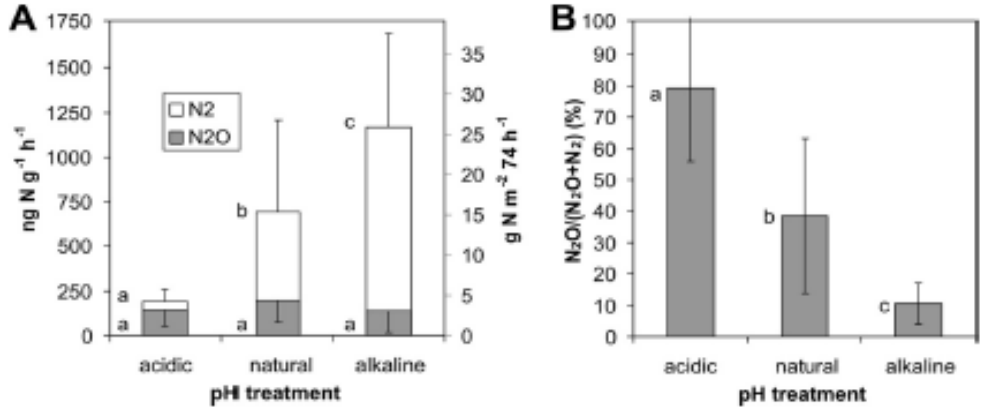 A
1750
1500
1250
1000
750
500
250
0
ng N g⁻¹ h⁻¹
N2
N2O
a
a
b
a
c
a
35
30
25
20
15
10
5
0
g N m⁻² 74 h⁻¹
acidic natural alkaline
pH treatment
B
100
90
80
70
60
50
40
30
20
10
0
N₂O/(N₂O+N₂) (%)
a
b
c
acidic natural alkaline
pH treatment